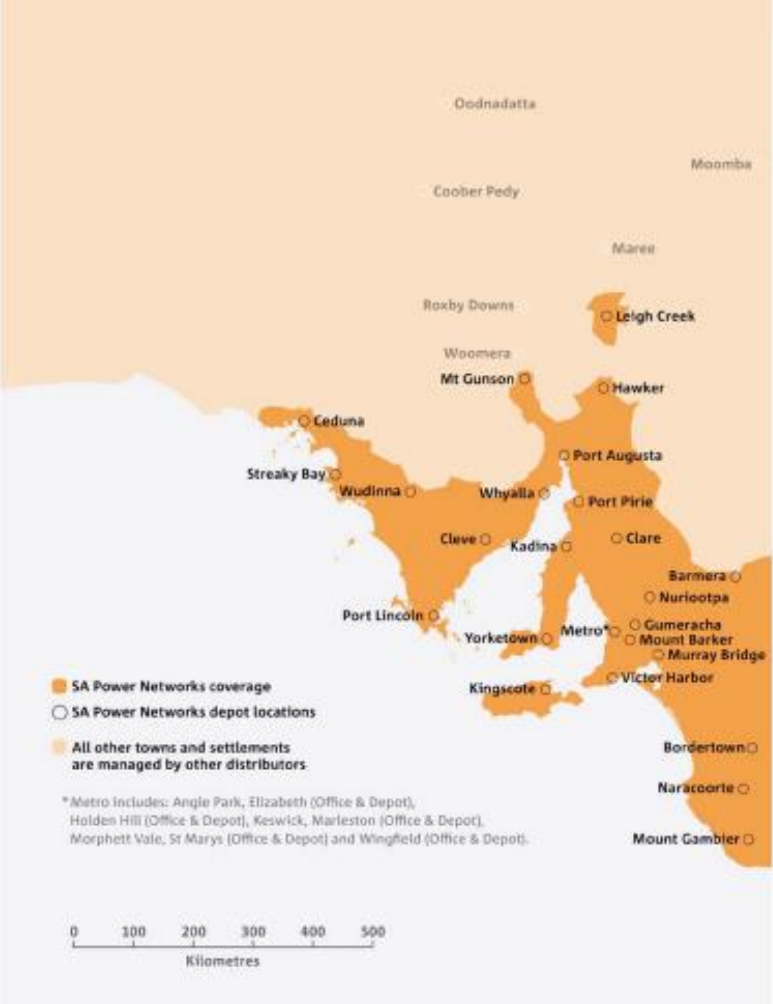 Oodnadatta
Moomba
Coober Pedy
Maree
Roxby Downs
Leigh Creek
Woomera
Mt Gunson
Hawker
Ceduna
Port Augusta
Streaky Bay
Wudinna
Whyalla
Port Pirie
Cleve
Kadina
Clare
Barmera
Nuriootpa
Port Lincoln
Gumeracha
Yorketown
Metro*
Mount Barker
Murray Bridge
Victor Harbor
Kingscote
SA Power Networks coverage
SA Power Networks depot locations
All other towns and settlements
are managed by other distributors
Bordertown
Naracoorte
Mount Gambier
*Metro includes: Angle Park, Elizabeth (Office & Depot),
Holden Hill (Office & Depot), Keswick, Marleston (Office & Depot),
Morphett Vale, St Marys (Office & Depot) and Wingfield (Office & Depot).
0 100 200 300 400 500
Kilometres